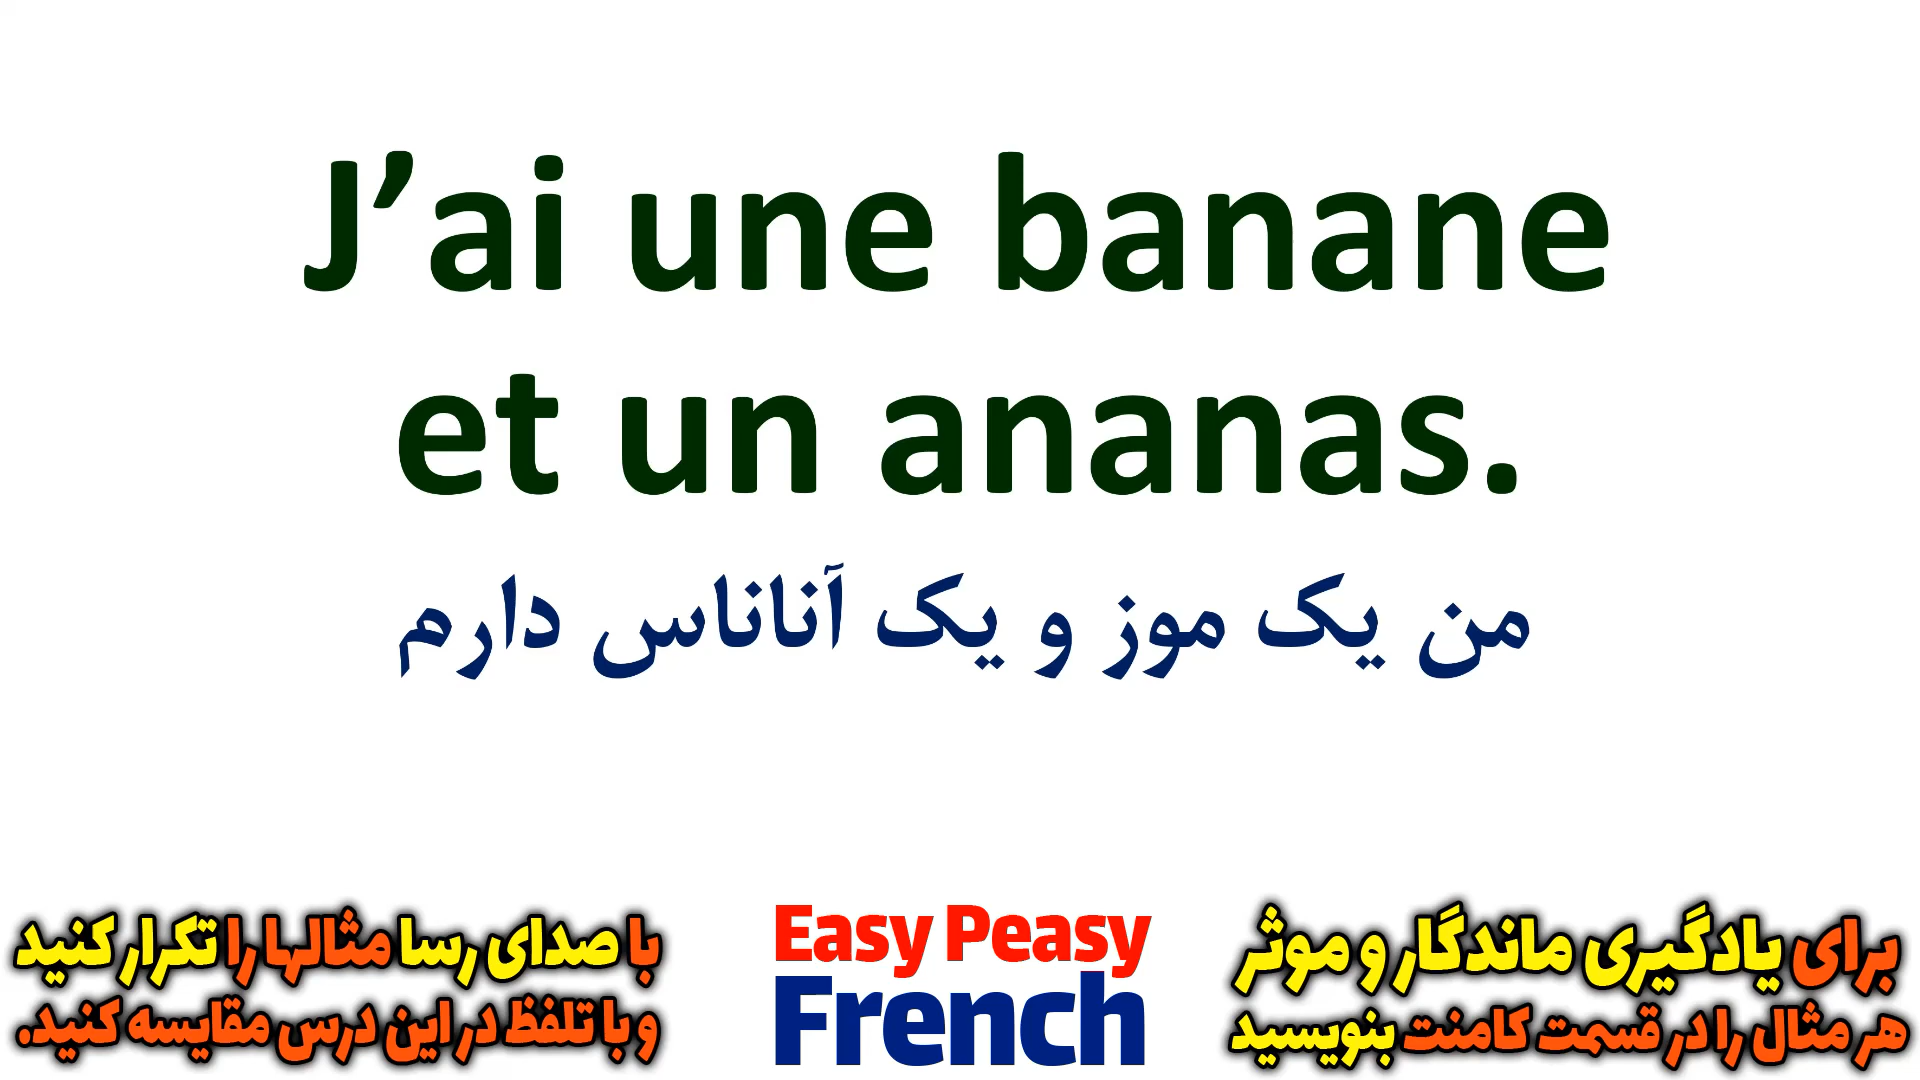 J’ai une banane
et un ananas.
من یک موز و یک آناناس دارم
برای یادگیری ماندگار و موثر
هر مثال را در قسمت کامنت بنویسید
Easy Peasy
French
با صدای رسا مثالها را تکرار کنید
و با تلفظ در این درس مقایسه کنید.